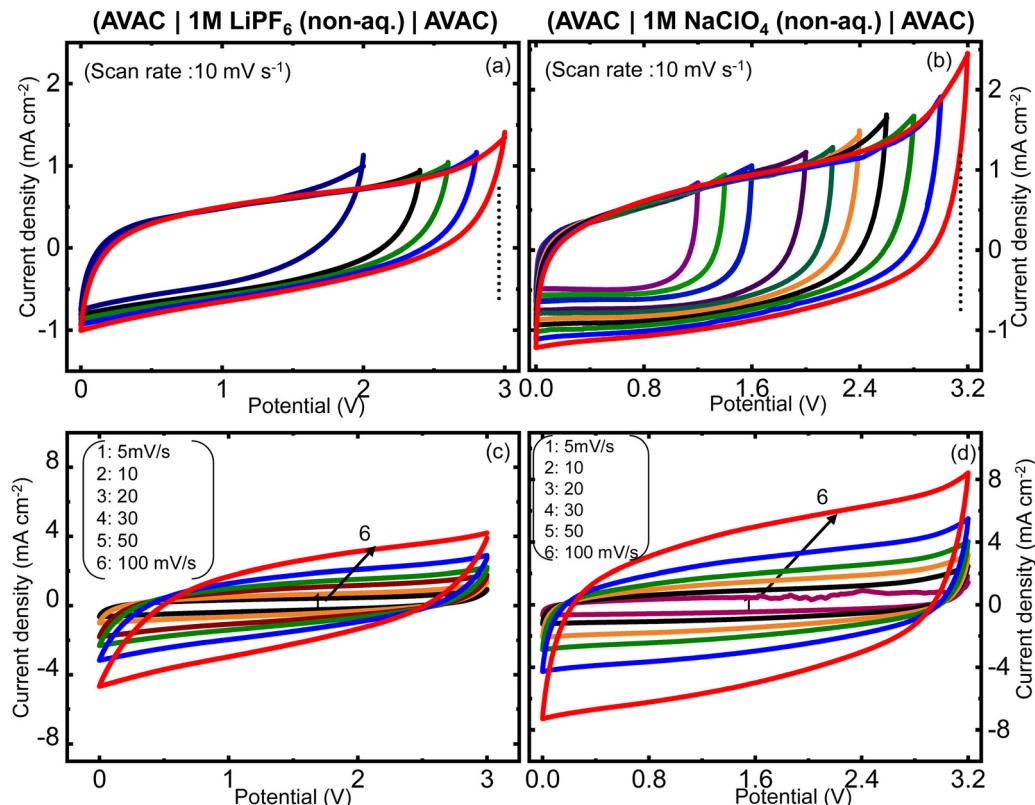 (AVAC | 1M LiPF₆ (non-aq.) | AVAC)
(AVAC | 1M NaClO₄ (non-aq.) | AVAC)
(Scan rate :10 mV s⁻¹)
(a)
2
1
0
-1
Current density (mA cm⁻²)
0
1
2
3
Potential (V)
(Scan rate :10 mV s⁻¹)
(b)
2
1
0
-1
Current density (mA cm⁻²)
0.0
0.8
1.6
2.4
3.2
Potential (V)
1: 5mV/s
2: 10
3: 20
4: 30
5: 50
6: 100 mV/s
(c)
6
1
8
4
0
-4
-8
Current density (mA cm⁻²)
0
1
2
3
Potential (V)
1: 5mV/s
2: 10
3: 20
4: 30
5: 50
6: 100 mV/s
(d)
6
1
8
4
0
-4
-8
Current density (mA cm⁻²)
0.0
0.8
1.6
2.4
3.2
Potential (V)